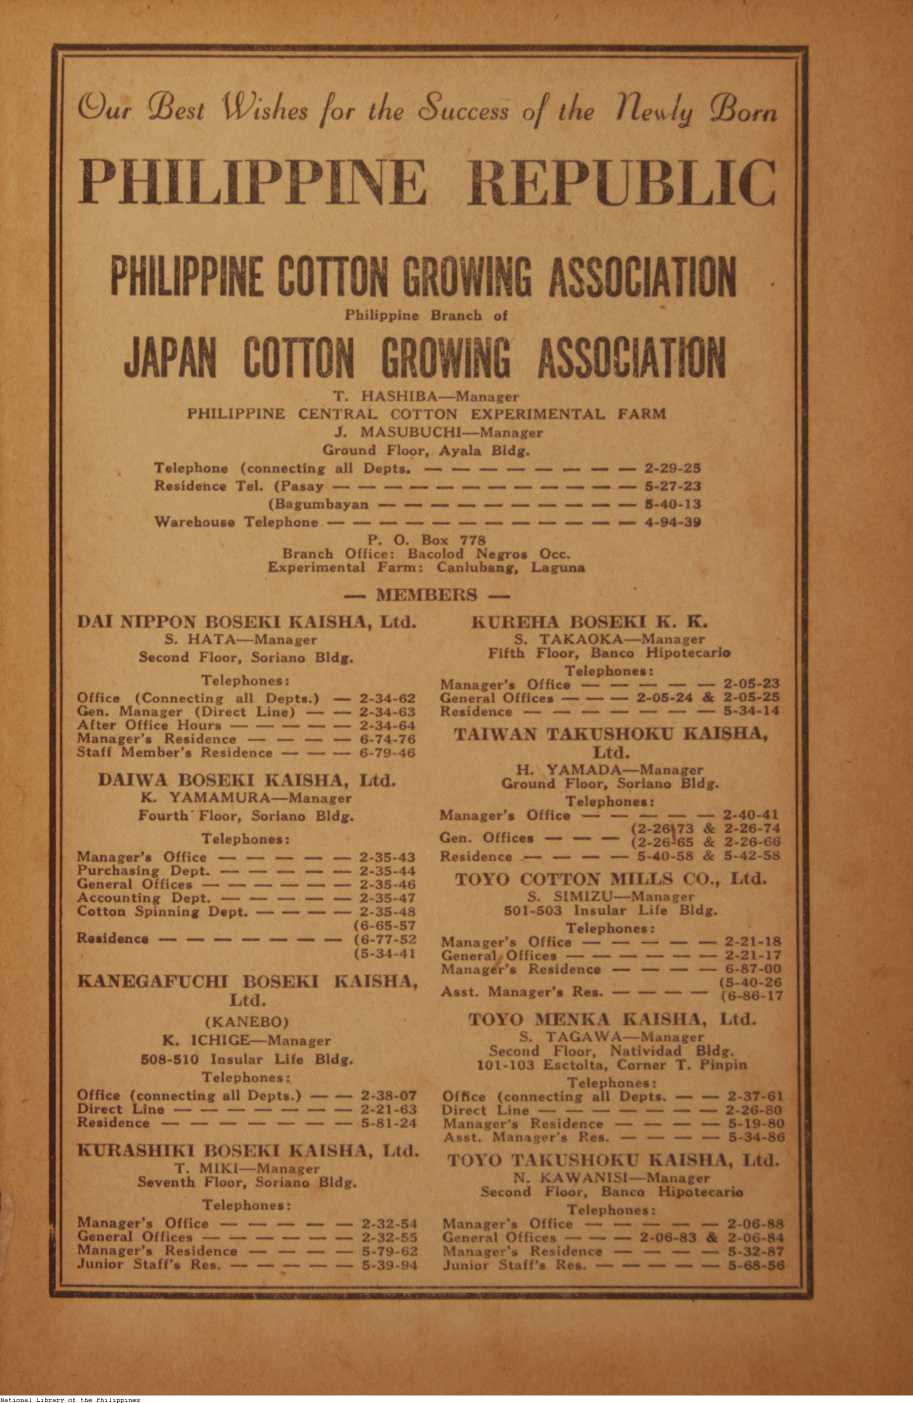 Our Best Wishes for the Success of the Newly Born
PHILIPPINE REPUBLIC
PHILIPPINE COTTON GROWING ASSOCIATION
Philippine Branch of
JAPAN COTTON GROWING ASSOCIATION
T. HASHIBA—Manager
PHILIPPINE CENTRAL COTTON EXPERIMENTAL FARM
J. MASUBUCHI—Manager
Ground Floor, Ayala Bldg.
Telephone (connecting all Depts. — — — — — — — — 2-29-25
Residence Tel. (Pasay — — — — — — — — — — — — 5-27-23
(Bagumbayan — — — — — — — — — — 5-40-13
Warehouse Telephone — — — — — — — — — — — — 4-94-39
P. O. Box 778
Branch Office: Bacolod Negros Occ.
Experimental Farm: Canlubang, Laguna
— MEMBERS —
DAI NIPPON BOSEKI KAISHA, Ltd.
S. HATA—Manager
Second Floor, Soriano Bldg.
Telephones:
Office (Connecting all Depts.) — 2-34-62
Gen. Manager (Direct Line) — — 2-34-63
After Office Hours — — — — — 2-34-64
Manager's Residence — — — — 6-74-76
Staff Member's Residence — — — 6-79-46
DAIWA BOSEKI KAISHA, Ltd.
K. YAMAMURA—Manager
Fourth Floor, Soriano Bldg.
Telephones:
Manager's Office — — — — — 2-35-43
Purchasing Dept. — — — — — 2-35-44
General Offices — — — — — — 2-35-46
Accounting Dept. — — — — — 2-35-47
Cotton Spinning Dept. — — — — 2-35-48
(6-65-57
Residence — — — — — — — (6-77-52
(5-34-41
KANEGAFUCHI BOSEKI KAISHA,
Ltd.
(KANEBO)
K. ICHIGE—Manager
508-510 Insular Life Bldg.
Telephones:
Office (connecting all Depts.) — — 2-38-07
Direct Line — — — — — — — 2-21-63
Residence — — — — — — — 5-81-24
KURASHIKI BOSEKI KAISHA, Ltd.
T. MIKI—Manager
Seventh Floor, Soriano Bldg.
Telephones:
Manager's Office — — — — — 2-32-54
General Offices — — — — — — 2-32-55
Manager's Residence — — — — 5-79-62
Junior Staff's Res. — — — — — 5-39-94
KUREHA BOSEKI K. K.
S. TAKAOKA—Manager
Fifth Floor, Banco Hipotecario
Telephones:
Manager's Office — — — — — 2-05-23
General Offices — — — 2-05-24 & 2-05-25
Residence — — — — — — — 5-34-14
TAIWAN TAKUSHOKU KAISHA,
Ltd.
H. YAMADA—Manager
Ground Floor, Soriano Bldg.
Telephones:
Manager's Office — — — — — 2-40-41
(2-26-73 & 2-26-74
Gen. Offices — — — (2-26-65 & 2-26-66
Residence — — — — 5-40-58 & 5-42-58
TOYO COTTON MILLS CO., Ltd.
S. SIMIZU—Manager
501-503 Insular Life Bldg.
Telephones:
Manager's Office — — — — — 2-21-18
General Offices — — — — — — 2-21-17
Manager's Residence — — — — 6-87-00
(5-40-26
Asst. Manager's Res. — — — — (6-86-17
TOYO MENKA KAISHA, Ltd.
S. TAGAWA—Manager
Second Floor, Natividad Bldg.
101-103 Esctolta, Corner T. Pinpin
Telephones:
Office (connecting all Depts. — — 2-37-61
Direct Line — — — — — — — 2-26-80
Manager's Residence — — — — 5-19-80
Asst. Manager's Res. — — — — 5-34-86
TOYO TAKUSHOKU KAISHA, Ltd.
N. KAWANISI—Manager
Second Floor, Banco Hipotecario
Telephones:
Manager's Office — — — — — 2-06-88
General Offices — — — 2-06-83 & 2-06-84
Manager's Residence — — — — 5-32-87
Junior Staff's Res. — — — — — 5-68-56
National Library of the Philippines